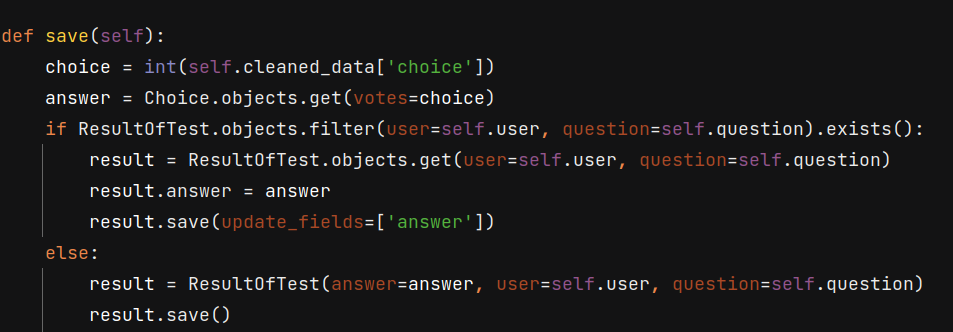 def save(self):
    choice = int(self.cleaned_data['choice'])
    answer = Choice.objects.get(votes=choice)
    if ResultOfTest.objects.filter(user=self.user, question=self.question).exists():
        result = ResultOfTest.objects.get(user=self.user, question=self.question)
        result.answer = answer
        result.save(update_fields=['answer'])
    else:
        result = ResultOfTest(answer=answer, user=self.user, question=self.question)
        result.save()